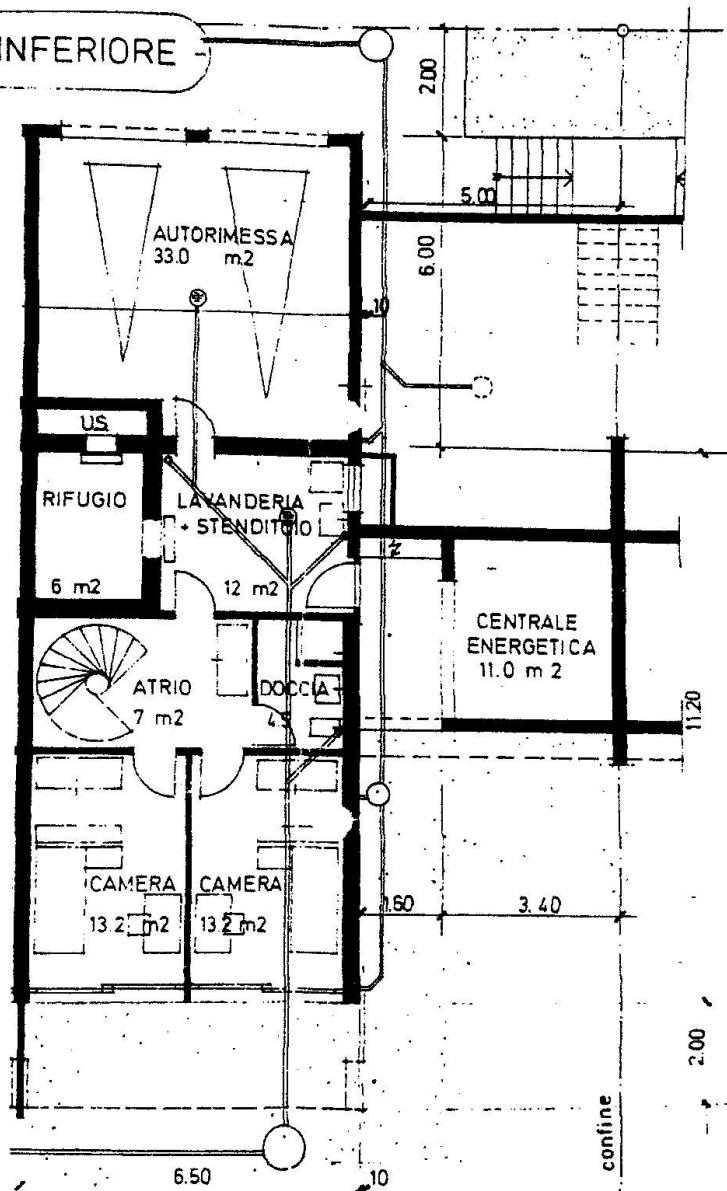 INFERIORE
2.00
5.00
AUTORIMESSA
33.0 m.2
6.00
10
U.S.
RIFUGIO
LAVANDERIA
+ STENDITOIO
6 m2
12 m2
CENTRALE
ENERGETICA
11.0 m 2
ATRIO
7 m2
DOCCIA
4.5
11.20
CAMERA
13.2 m2
CAMERA
13.2 m2
1.60
3.40
2.00
confine
6.50
10